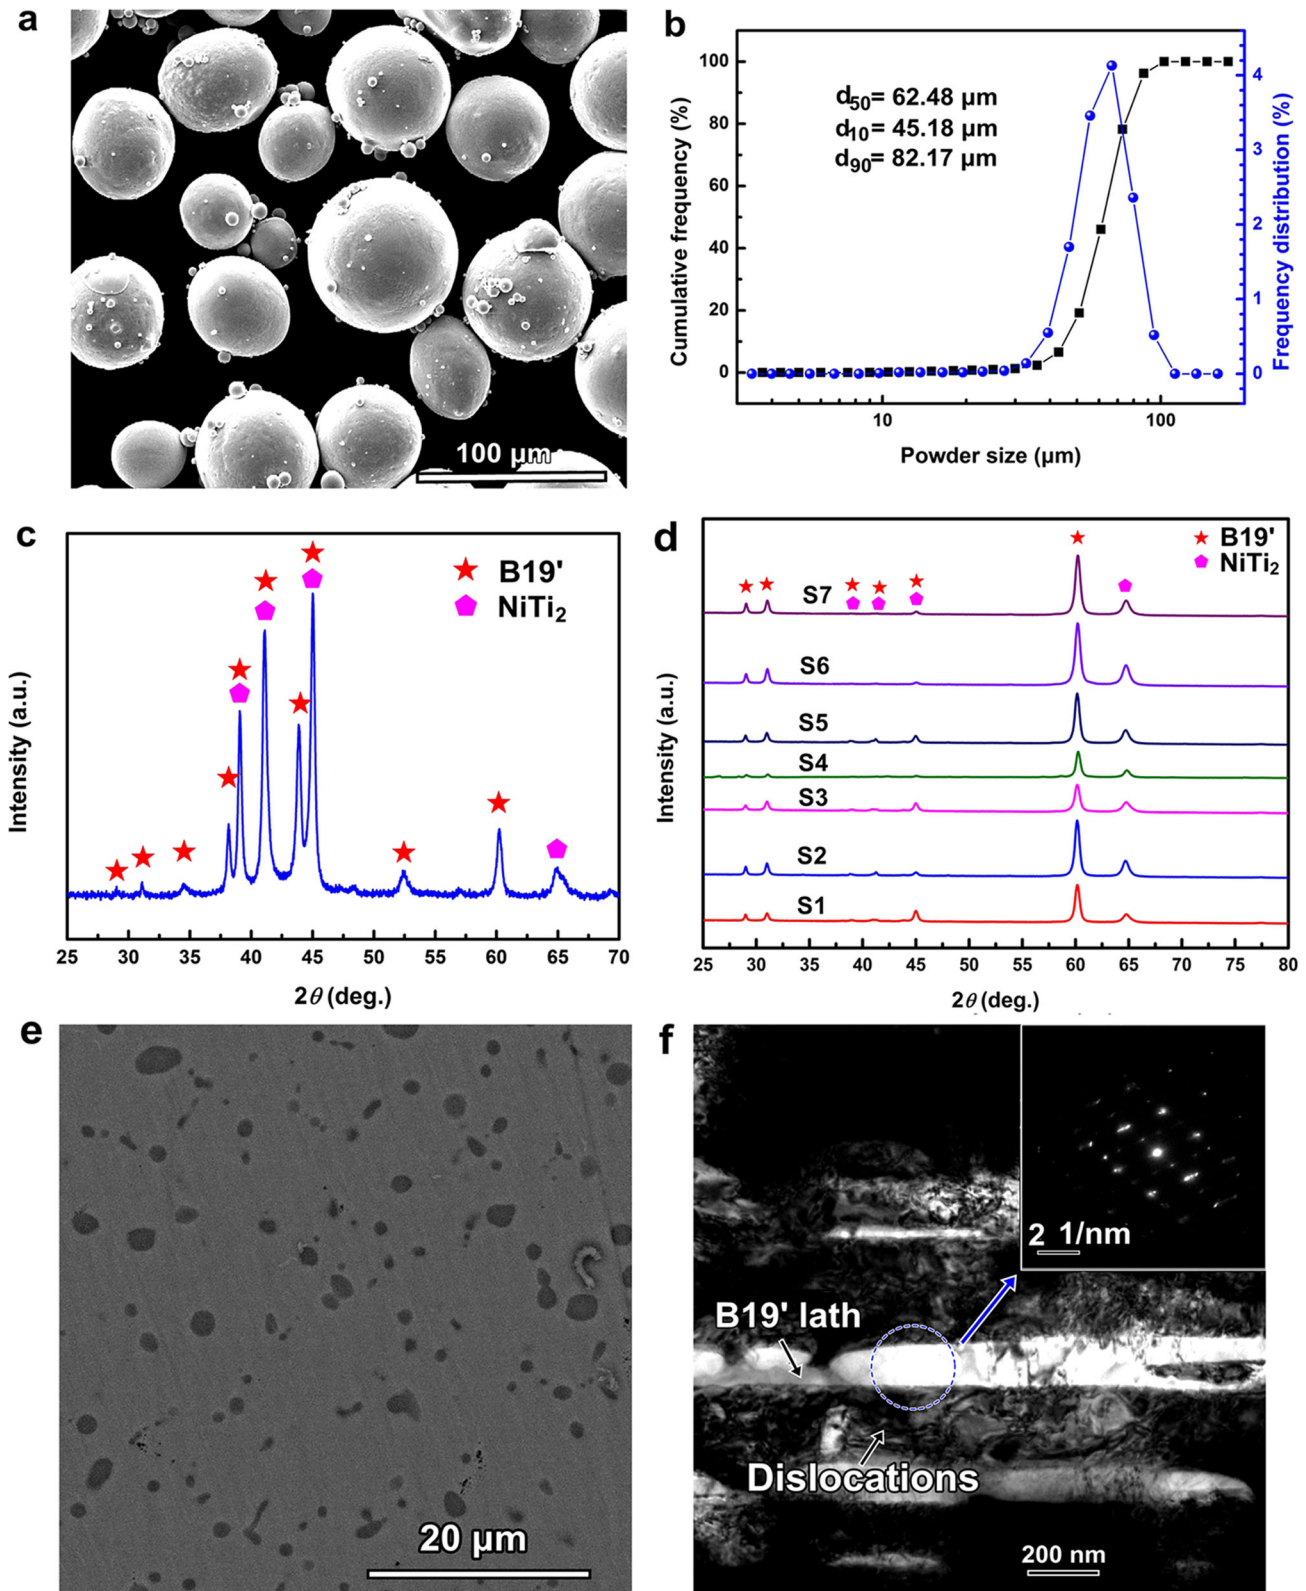 a
100 μm
b
d50= 62.48 μm
d10= 45.18 μm
d90= 82.17 μm
Cumulative frequency (%)
100
80
60
40
20
0
Frequency distribution (%)
4
3
2
1
0
10
100
Powder size (μm)
c
B19'
NiTi2
Intensity (a.u.)
25 30 35 40 45 50 55 60 65 70
2θ (deg.)
d
B19'
NiTi2
S7
S6
S5
S4
S3
S2
S1
Intensity (a.u.)
25 30 35 40 45 50 55 60 65 70 75 80
2θ (deg.)
e
20 μm
f
2 1/nm
B19' lath
Dislocations
200 nm